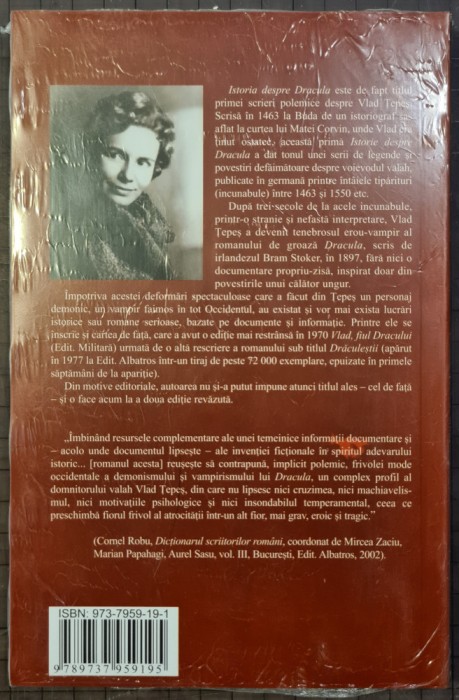 Istoria despre Dracula este de fapt titlul
primei scrieri polemice despre Vlad Țepeș.
Scrisă în 1463 la Buda de un istoriograf sas
aflat la curtea lui Matei Corvin, unde Vlad era
ținut ostatec, această primă Istorie despre
Dracula a dat tonul unei serii de legende și
povestiri defăimătoare despre voievodul valah,
publicate în germană printre întâiele tipărituri
(incunabule) între 1463 și 1550 etc.
După trei secole de la acele incunabule,
printr-o stranie și nefastă interpretare, Vlad
Țepeș a devenit tenebrosul erou-vampir al
romanului de groază Dracula, scris de
irlandezul Bram Stoker, în 1897, fără nici o
documentare propriu-zisă, inspirat doar din
povestirile unui călător ungur.
Împotriva acestei deformări spectaculoase care a făcut din Țepeș un personaj
demonic, un vampir faimos în tot Occidentul, au existat și vor mai exista lucrări
istorice sau romane serioase, bazate pe documente și informație. Printre ele se
înscrie și cartea de față, care a avut o ediție mai restrânsă în 1970 Vlad, fiul Dracului
(Edit. Militară) urmată de o altă rescriere a romanului sub titlul Drăculeștii (apărut
în 1977 la Edit. Albatros într-un tiraj de peste 72 000 exemplare, epuizate în primele
săptămâni de la apariție).
Din motive editoriale, autoarea nu și-a putut impune atunci titlul ales – cel de față
– și o face acum la a doua ediție revăzută.
„Îmbinând resursele complementare ale unei temeinice informații documentare și
– acolo unde documentul lipsește – ale invenției ficționale în spiritul adevarului
istoric... [romanul acesta] reușește să contrapună, implicit polemic, frivolei mode
occidentale a demonismului și vampirismului lui Dracula, un complex profil al
domnitorului valah Vlad Țepeș, din care nu lipsesc nici cruzimea, nici machiavelis-
mul, nici motivațiile psihologice și nici insondabilul temperamental, ceea ce
preschimbă fiorul frivol al atrocității într-un alt fior, mai grav, eroic și tragic.”
(Cornel Robu, Dicționarul scriitorilor români, coordonat de Mircea Zaciu,
Marian Papahagi, Aurel Sasu, vol. III, București, Edit. Albatros, 2002).
ISBN: 973-7959-19-1
9 789737 959195